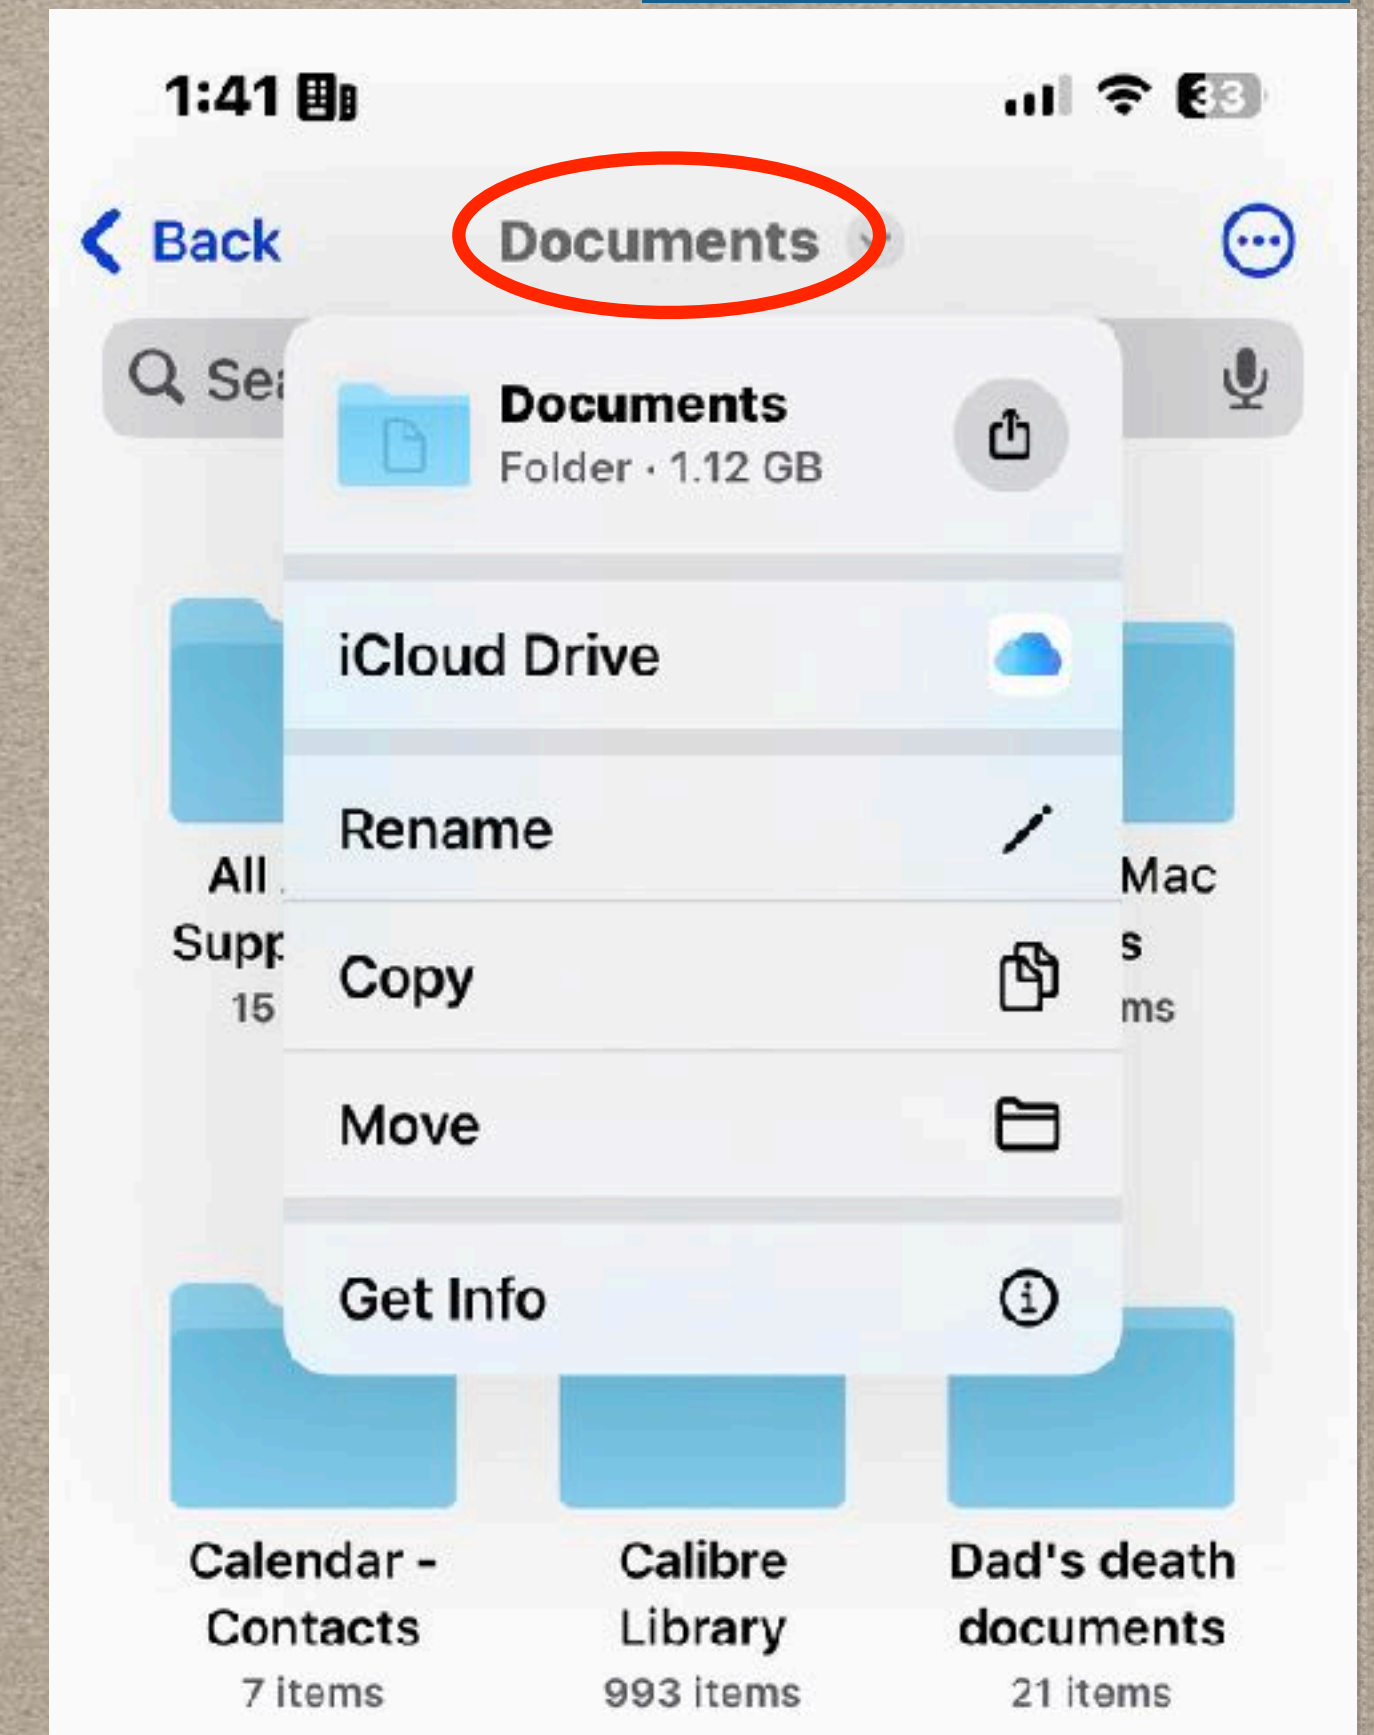 1:41
33
Back
Documents
Documents
Folder · 1.12 GB
iCloud Drive
Rename
All
Mac
Copy
15
Move
Get Info
Calendar -
Calibre
Dad's death
Contacts
Library
documents
7 items
993 items
21 items